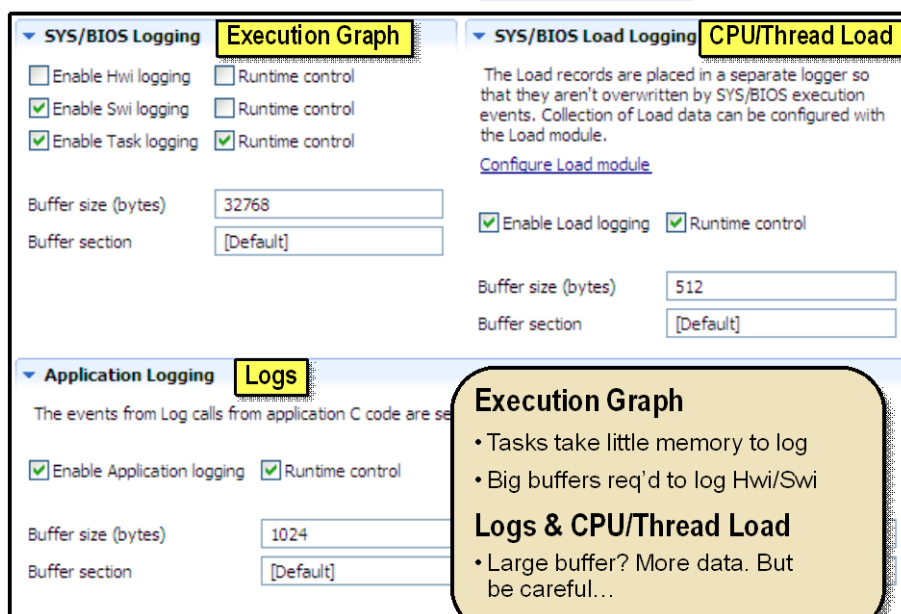 SYS/BIOS Logging
Execution Graph
Enable Hwi logging Runtime control
Enable Swi logging Runtime control
Enable Task logging Runtime control
Buffer size (bytes) 32768
Buffer section [Default]
SYS/BIOS Load Logging
CPU/Thread Load
The Load records are placed in a separate logger so
that they aren't overwritten by SYS/BIOS execution
events. Collection of Load data can be configured with
the Load module.
Configure Load module
Enable Load logging Runtime control
Buffer size (bytes) 512
Buffer section [Default]
Application Logging
Logs
The events from Log calls from application C code are se
Enable Application logging Runtime control
Buffer size (bytes) 1024
Buffer section [Default]
Execution Graph
• Tasks take little memory to log
• Big buffers req'd to log Hwi/Swi
Logs & CPU/Thread Load
• Large buffer? More data. But
be careful…